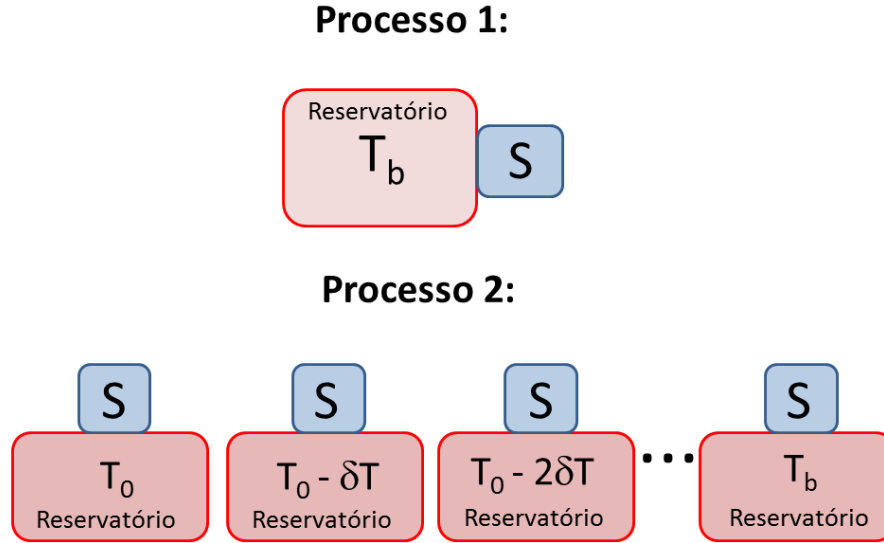 Processo 1:
Reservatório
T_b
S
Processo 2:
S S S S
T_0 T_0 - δT T_0 - 2δT ... T_b
Reservatório Reservatório Reservatório Reservatório